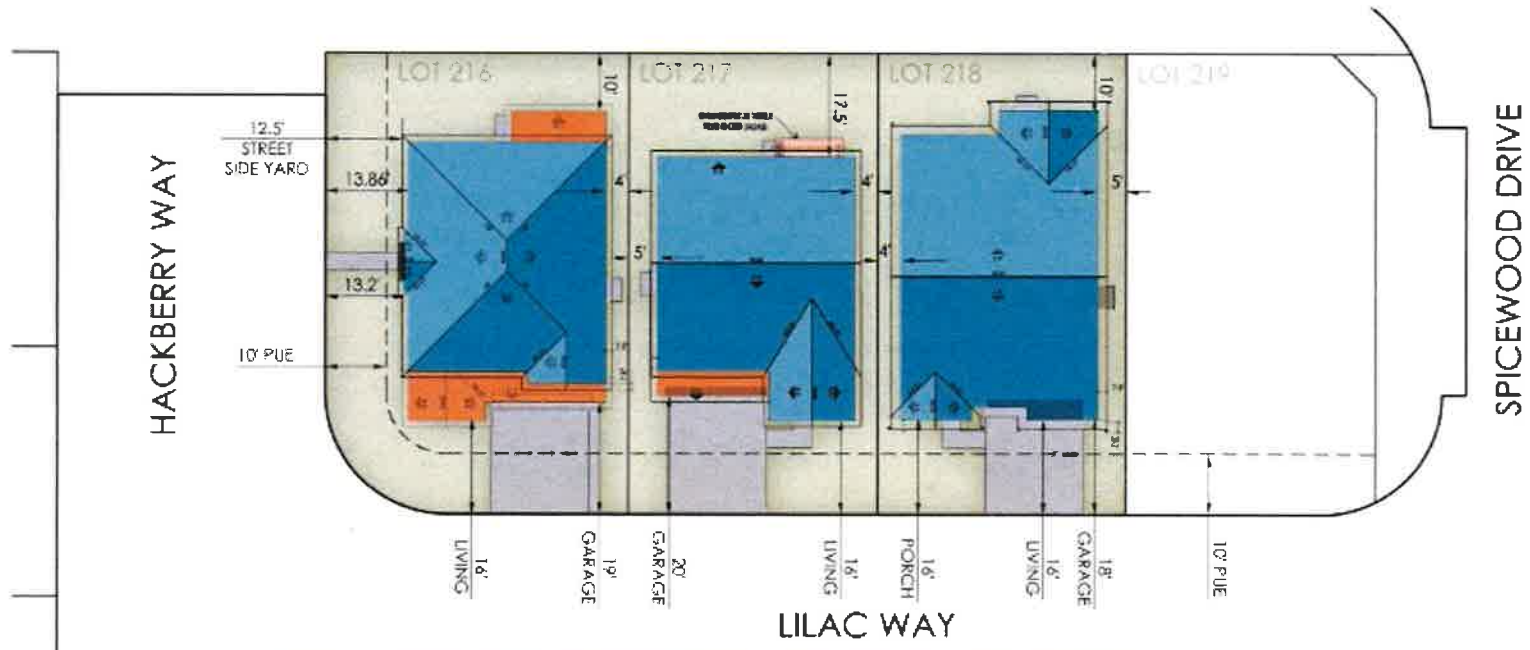 LOT 216
LOT 217
LOT 218
LOT 219
10'
17.5'
10'
12.5'
STREET
SIDE YARD
13.86'
4'
4'
5'
5'
4'
13.2'
10' PUE
HACKBERRY WAY
SPICEWOOD DRIVE
16'
LIVING
19'
GARAGE
20'
GARAGE
16'
LIVING
16'
PORCH
16'
LIVING
18'
GARAGE
10' PUE
LILAC WAY